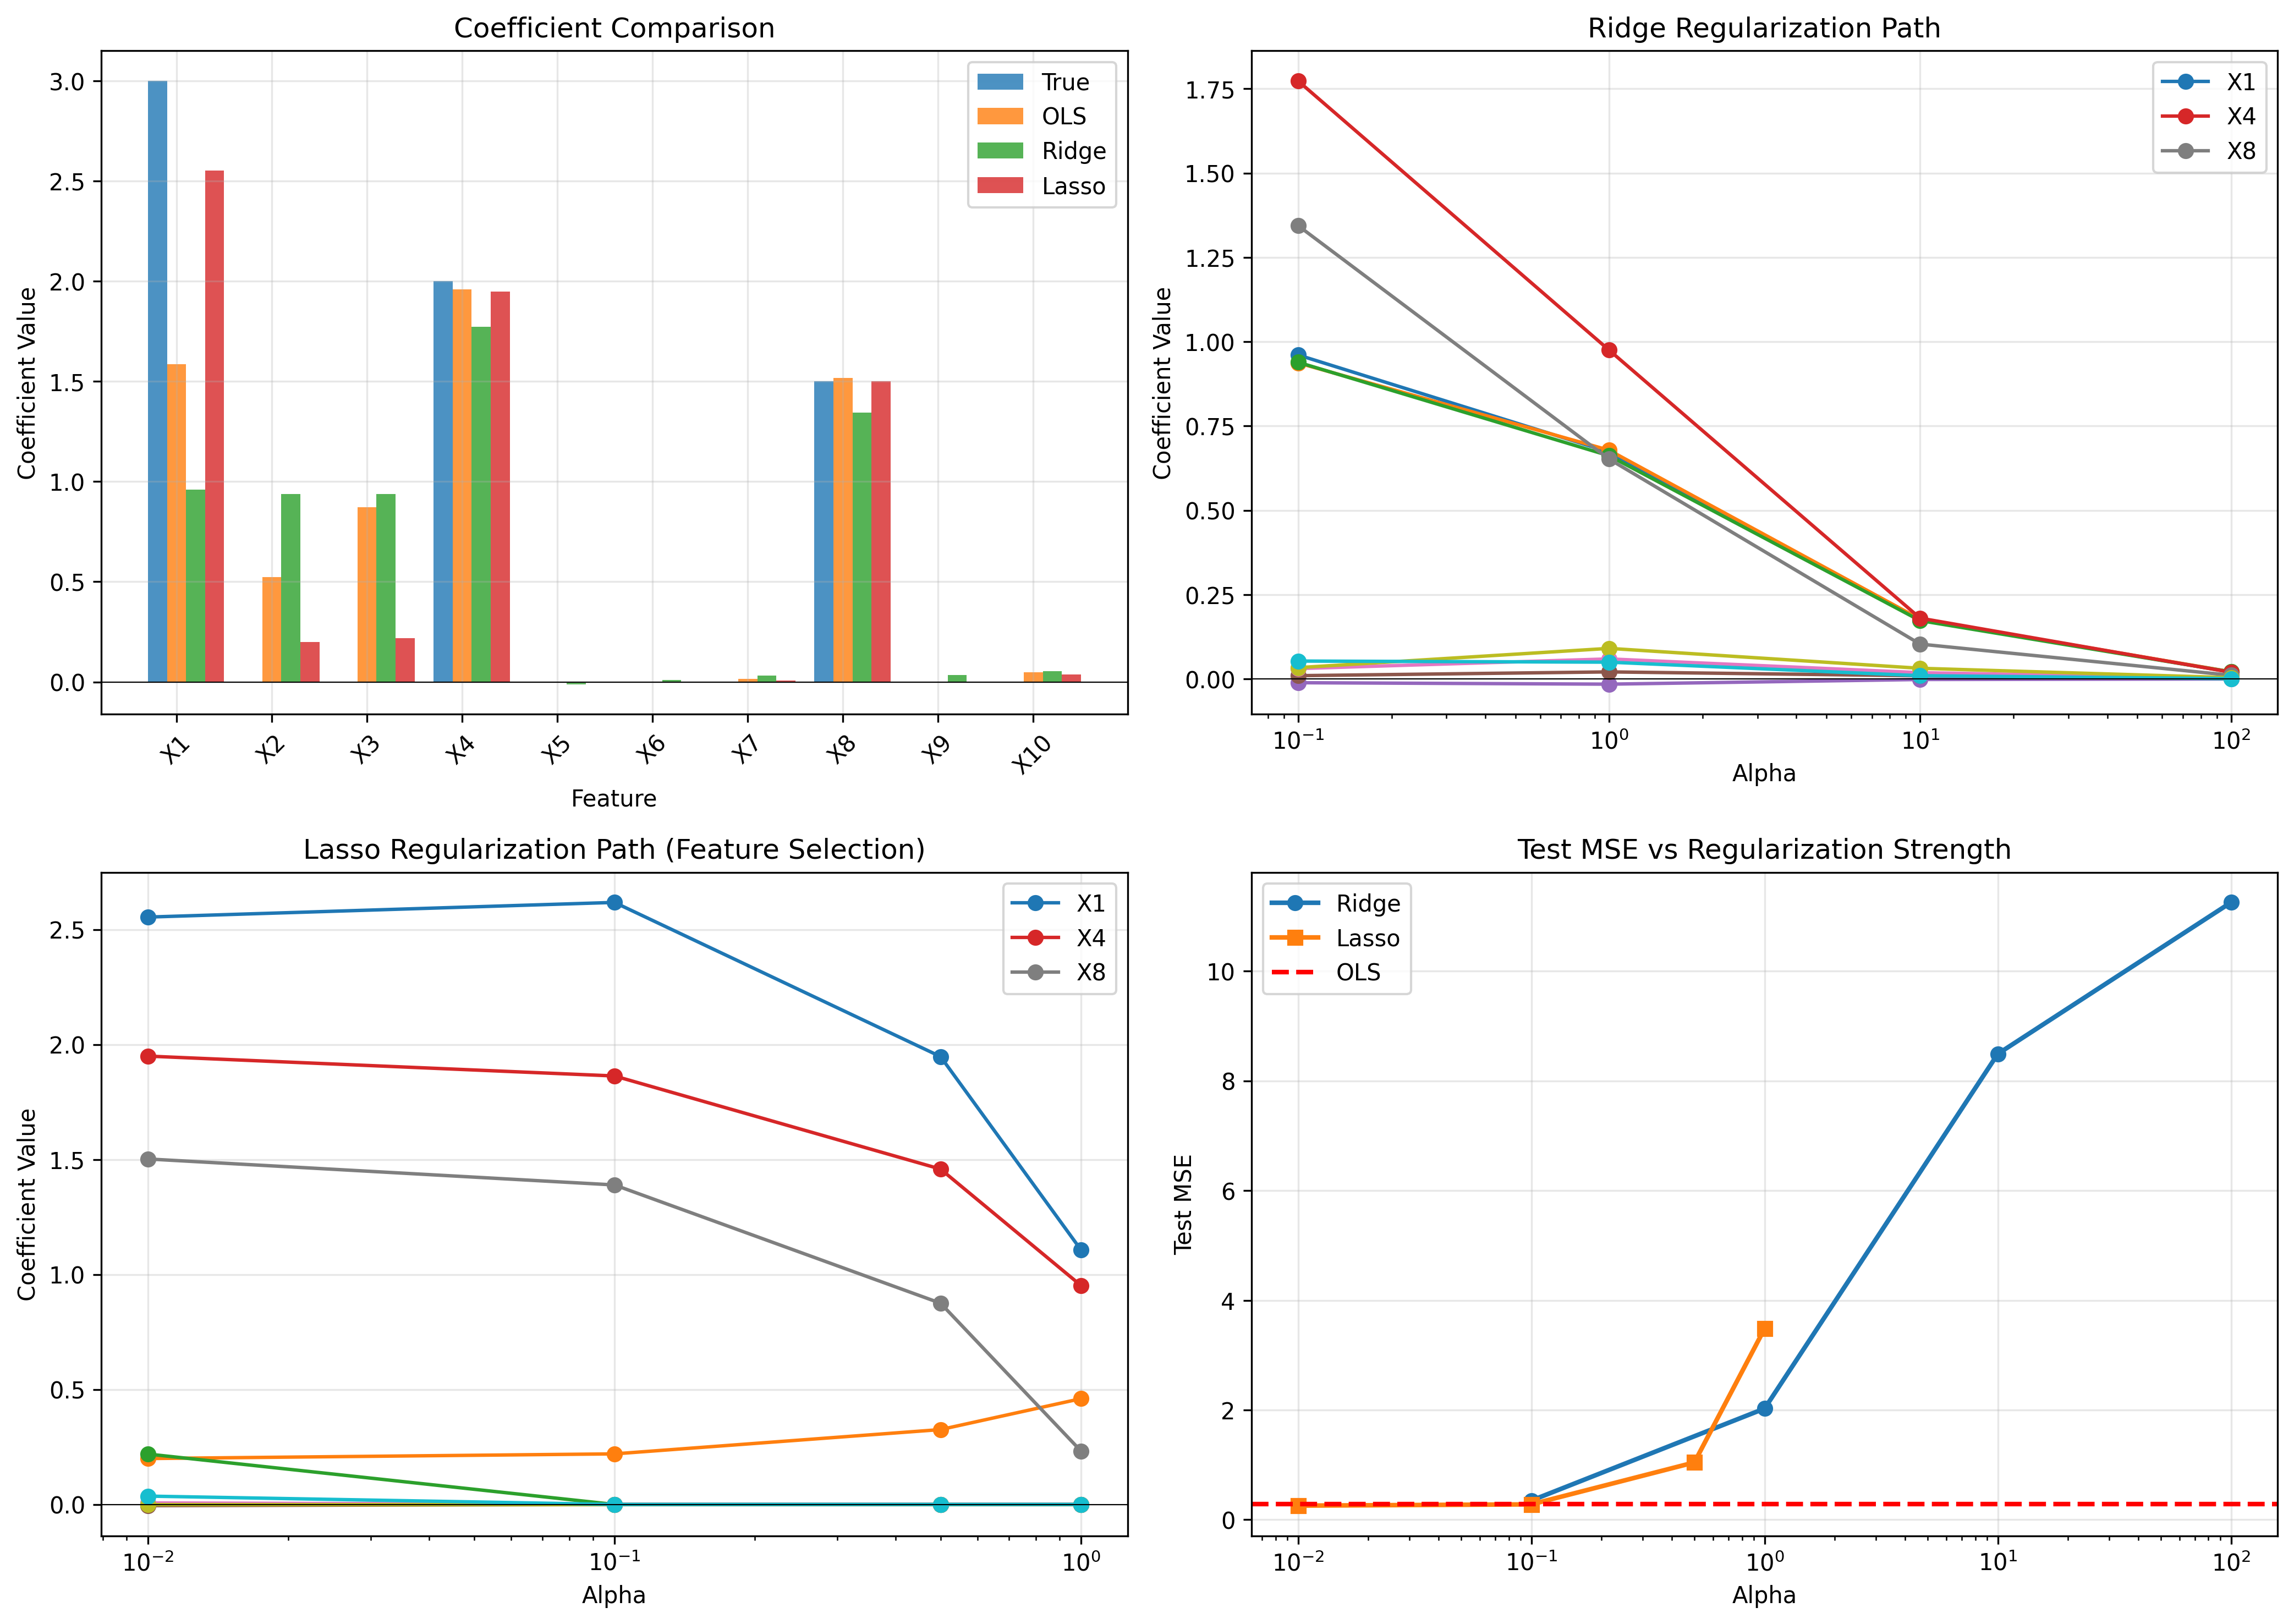 Coefficient Comparison
3.0
2.5
2.0
1.5
1.0
0.5
0.0
Coefficient Value
True
OLS
Ridge
Lasso
X1 X2 X3 X4 X5 X6 X7 X8 X9 X10
Feature
Ridge Regularization Path
1.75
1.50
1.25
1.00
0.75
0.50
0.25
0.00
Coefficient Value
X1
X4
X8
10⁻¹ 10⁰ 10¹ 10²
Alpha
Lasso Regularization Path (Feature Selection)
2.5
2.0
1.5
1.0
0.5
0.0
Coefficient Value
X1
X4
X8
10⁻² 10⁻¹ 10⁰
Alpha
Test MSE vs Regularization Strength
10
8
6
4
2
0
Test MSE
Ridge
Lasso
OLS
10⁻² 10⁻¹ 10⁰ 10¹ 10²
Alpha